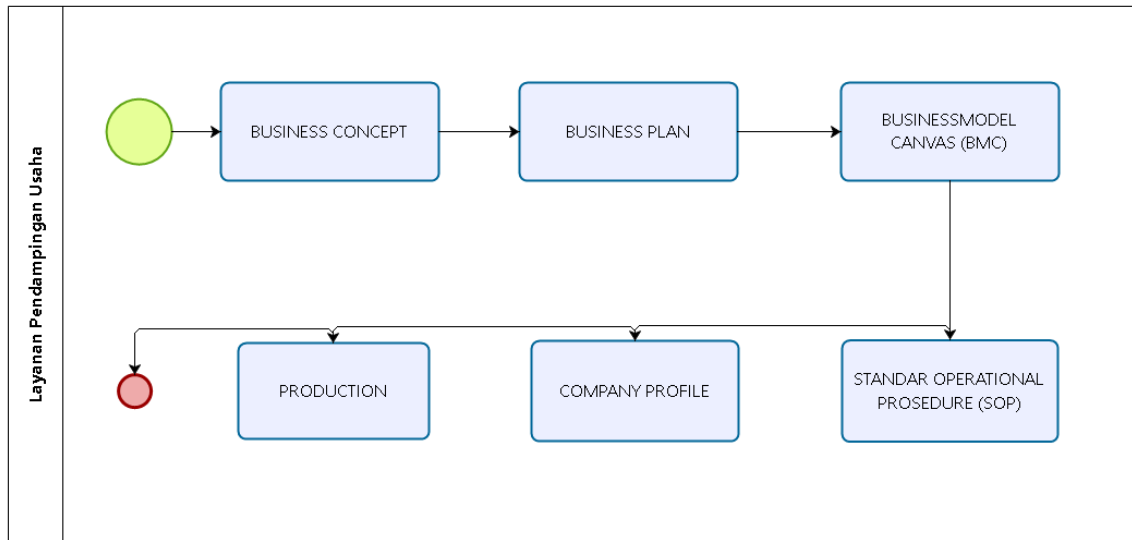 Layanan Pendampingan Usaha
BUSINESS CONCEPT
BUSINESS PLAN
BUSINESSMODEL
CANVAS (BMC)
PRODUCTION
COMPANY PROFILE
STANDAR OPERATIONAL
PROSEDURE (SOP)